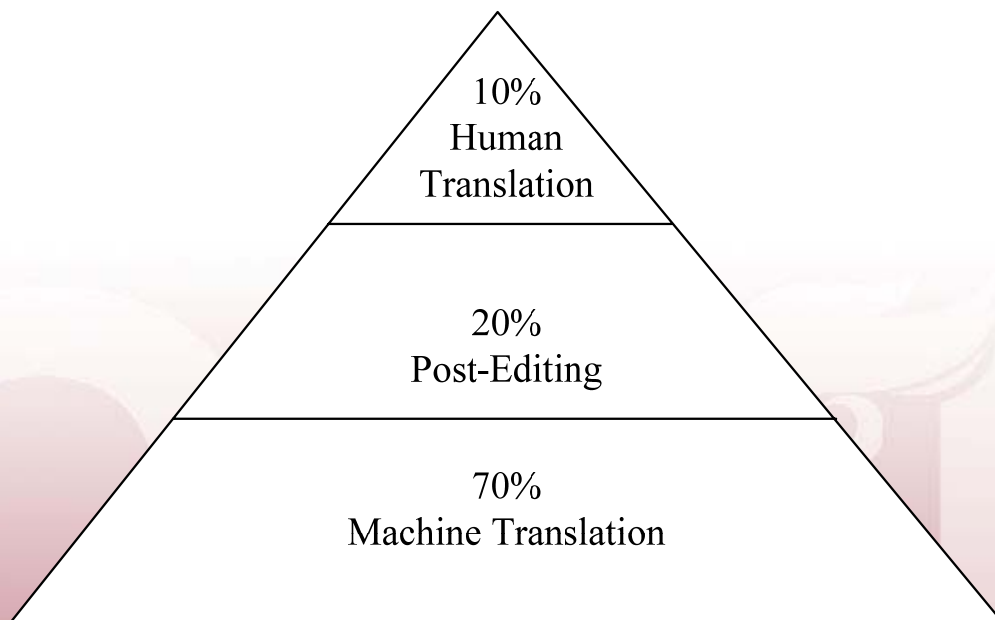 10%
Human
Translation
20%
Post-Editing
70%
Machine Translation